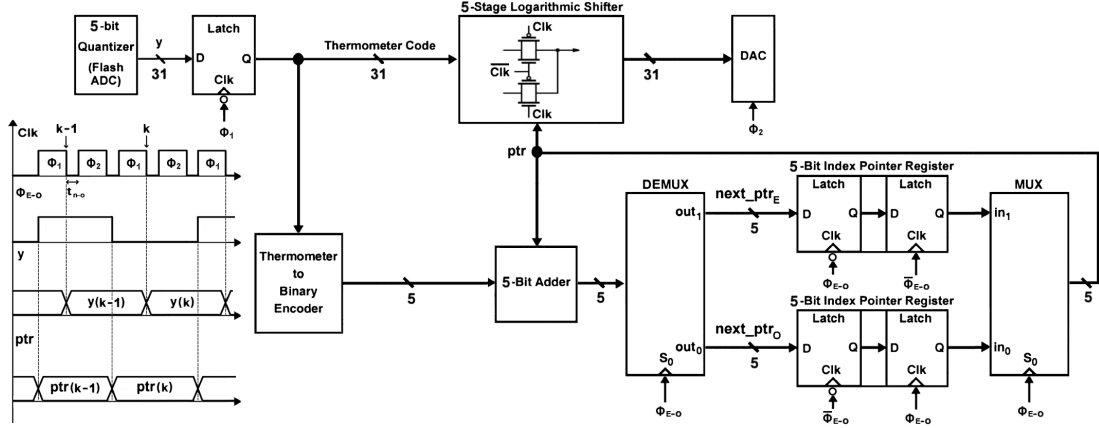 5-bit
Quantizer
(Flash
ADC)
y
31
Latch
D
Q
Clk
Φ1
Thermometer Code
31
5-Stage Logarithmic Shifter
Clk
Clk
Clk
31
DAC
Φ2
ptr
Clk
k-1
k
Φ1
Φ2
Φ1
Φ2
Φ1
ΦE-O
tn-o
y
y(k-1)
y(k)
ptr
ptr(k-1)
ptr(k)
Thermometer
to
Binary
Encoder
5
5-Bit Adder
5
DEMUX
out1
out0
S0
ΦE-O
next_ptrE
5
next_ptrO
5
5-Bit Index Pointer Register
Latch
Latch
D
Q
D
Q
Clk
Clk
ΦE-O
Φ̅E-O
5-Bit Index Pointer Register
Latch
Latch
D
Q
D
Q
Clk
Clk
Φ̅E-O
ΦE-O
MUX
in1
in0
S0
ΦE-O
5